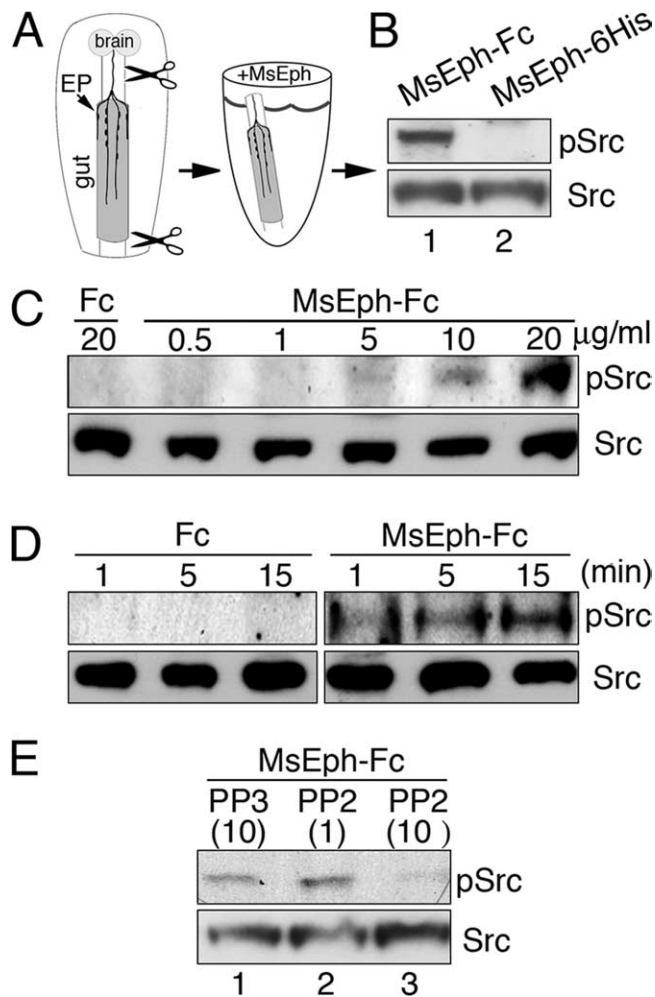 A
brain
EP
gut
+MsEph
B
MsEph-Fc MsEph-6His
pSrc
Src
1 2
C
Fc MsEph-Fc
20 0.5 1 5 10 20 μg/ml
pSrc
Src
D
Fc MsEph-Fc
1 5 15 1 5 15 (min)
pSrc
Src
E
MsEph-Fc
PP3 PP2 PP2
(10) (1) (10 )
pSrc
Src
1 2 3